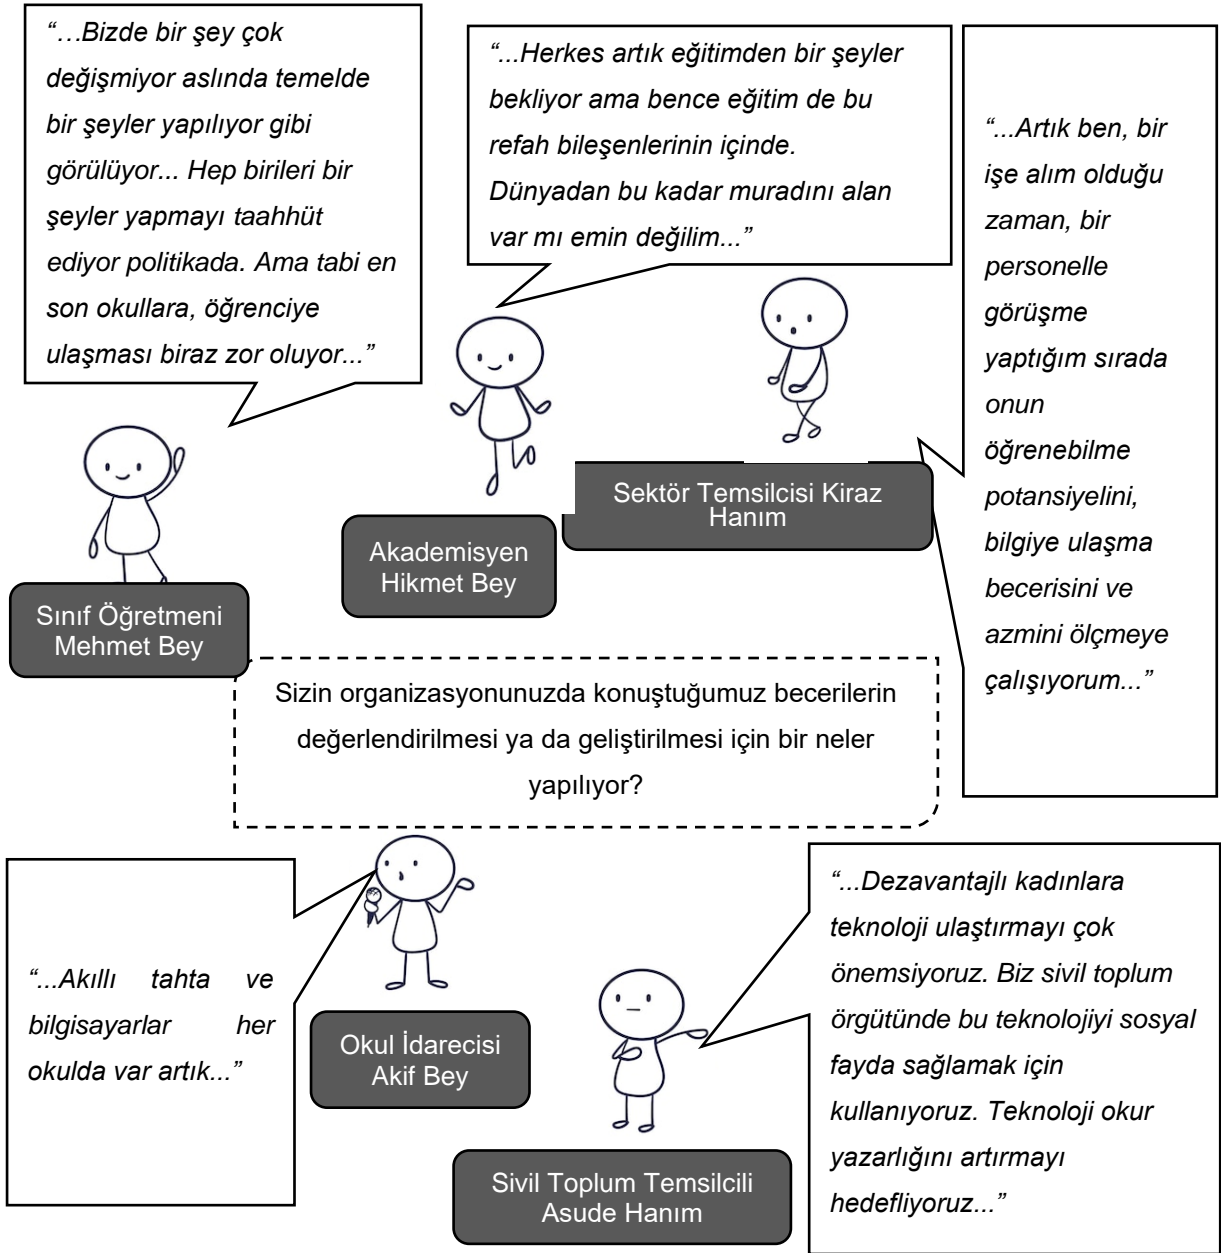 “…Bizde bir şey çok
değişmiyor aslında temelde
bir şeyler yapılıyor gibi
görülüyor... Hep birileri bir
şeyler yapmayı taahhüt
ediyor politikada. Ama tabi en
son okullara, öğrenciye
ulaşması biraz zor oluyor...”
“...Herkes artık eğitimden bir şeyler
bekliyor ama bence eğitim de bu
refah bileşenlerinin içinde.
Dünyadan bu kadar muradını alan
var mı emin değilim...”
“...Artık ben, bir
işe alım olduğu
zaman, bir
personelle
görüşme
yaptığım sırada
onun
öğrenebilme
potansiyelini,
bilgiye ulaşma
becerisini ve
azmini ölçmeye
çalışıyorum...”
Sektör Temsilcisi Kiraz
Hanım
Akademisyen
Hikmet Bey
Sınıf Öğretmeni
Mehmet Bey
Sizin organizasyonunuzda konuştuğumuz becerilerin
değerlendirilmesi ya da geliştirilmesi için bir neler
yapılıyor?
“...Akıllı tahta ve
bilgisayarlar her
okulda var artık...”
Okul İdarecisi
Akif Bey
“...Dezavantajlı kadınlara
teknoloji ulaştırmayı çok
önemsiyoruz. Biz sivil toplum
örgütünde bu teknolojiyi sosyal
fayda sağlamak için
kullanıyoruz. Teknoloji okur
yazarlığını artırmayı
hedefliyoruz...”
Sivil Toplum Temsilcili
Asude Hanım